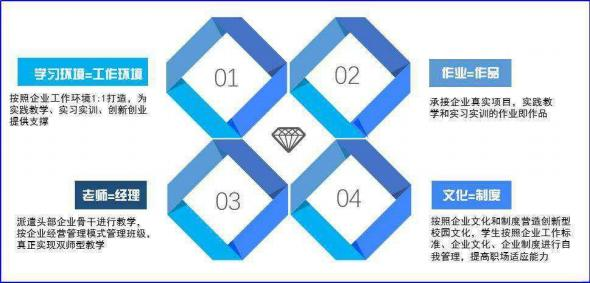 学习环境=工作环境
按照企业工作环境1:1打造，为
实践教学、实习实训、创新创业
提供支撑
01
02
作业=作品
承接企业真实项目，实践教
学和实习实训的作业即作品
老师=经理
派遣头部企业骨干进行教学，
按企业经营管理模式管理班级，
真正实现双师型教学
03
04
文化=制度
按照企业文化和制度营造创新型
校园文化，学生按照企业工作标
准、企业文化、企业制度进行自
我管理，提高职场适应能力